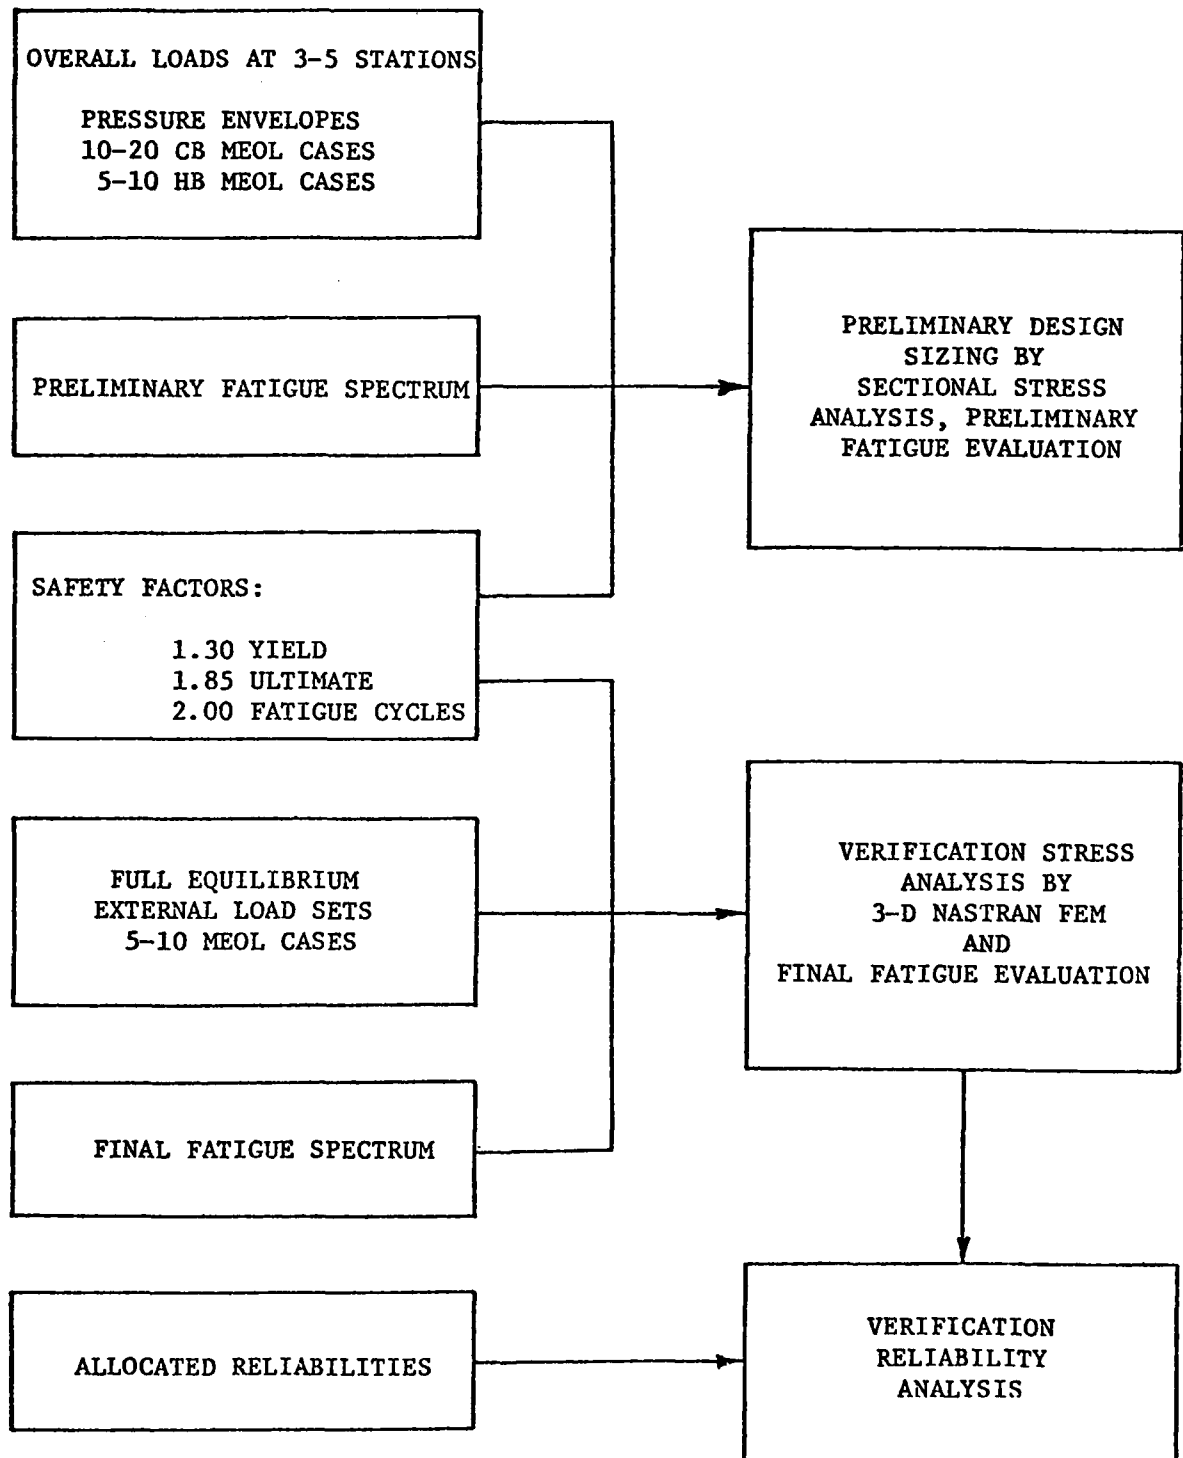 OVERALL LOADS AT 3-5 STATIONS
PRESSURE ENVELOPES
10-20 CB MEOL CASES
5-10 HB MEOL CASES
PRELIMINARY FATIGUE SPECTRUM
PRELIMINARY DESIGN
SIZING BY
SECTIONAL STRESS
ANALYSIS, PRELIMINARY
FATIGUE EVALUATION
SAFETY FACTORS:
1.30 YIELD
1.85 ULTIMATE
2.00 FATIGUE CYCLES
FULL EQUILIBRIUM
EXTERNAL LOAD SETS
5-10 MEOL CASES
VERIFICATION STRESS
ANALYSIS BY
3-D NASTRAN FEM
AND
FINAL FATIGUE EVALUATION
FINAL FATIGUE SPECTRUM
ALLOCATED RELIABILITIES
VERIFICATION
RELIABILITY
ANALYSIS